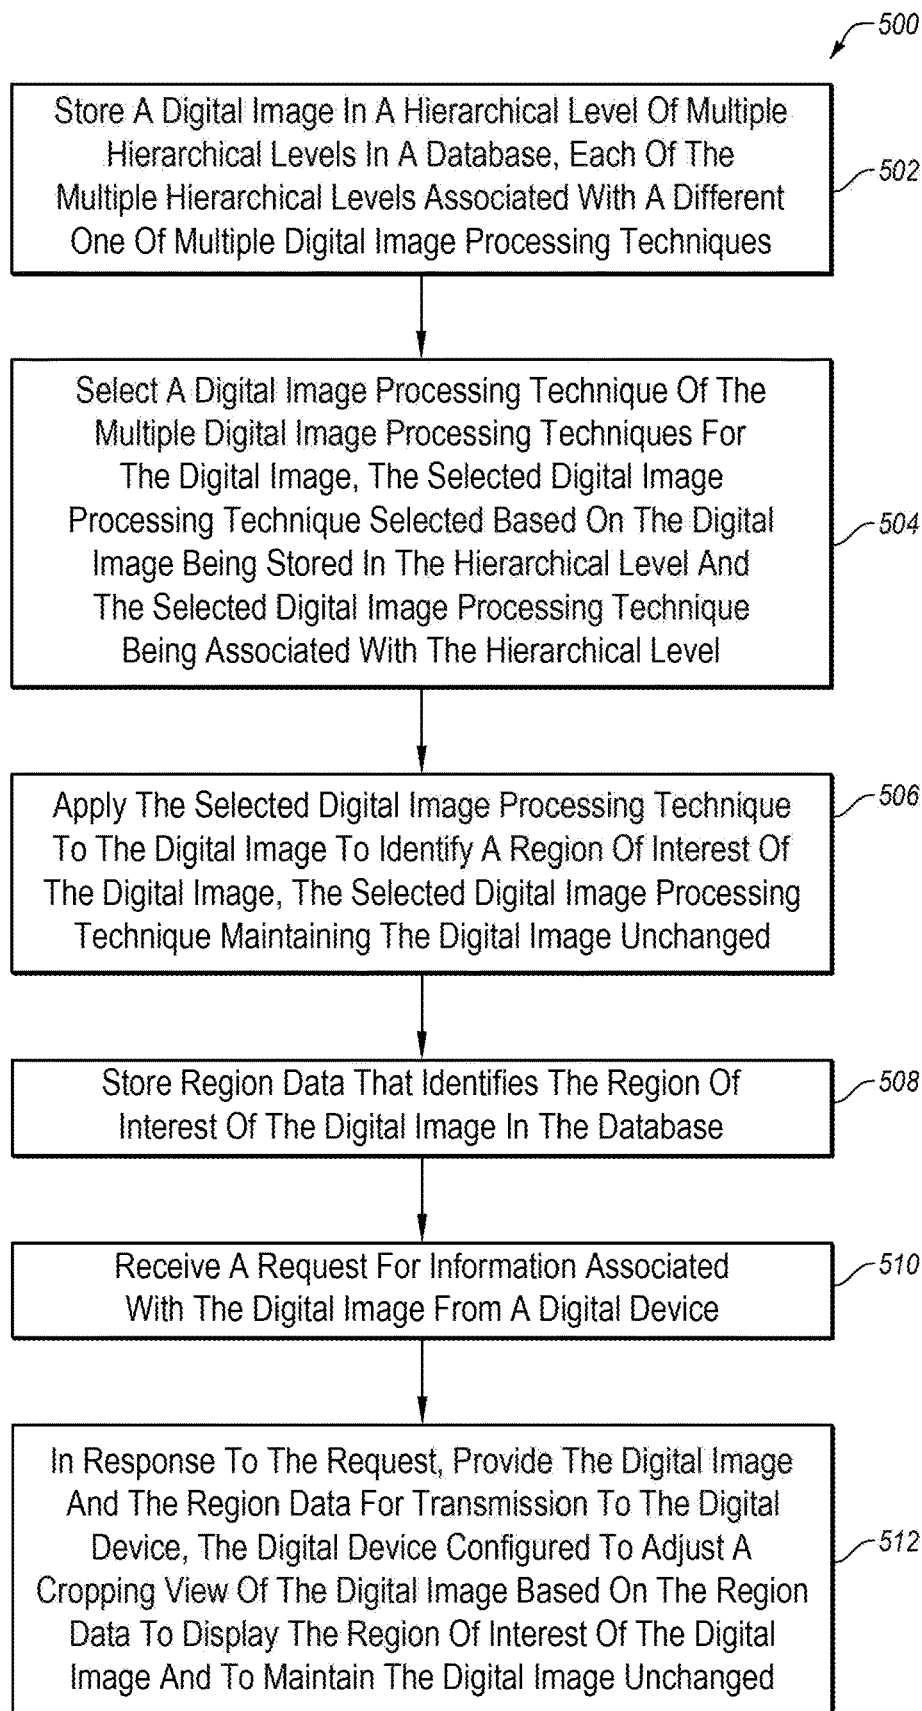 500
Store A Digital Image In A Hierarchical Level Of Multiple
Hierarchical Levels In A Database, Each Of The
Multiple Hierarchical Levels Associated With A Different
One Of Multiple Digital Image Processing Techniques
502
Select A Digital Image Processing Technique Of The
Multiple Digital Image Processing Techniques For
The Digital Image, The Selected Digital Image
Processing Technique Selected Based On The Digital
Image Being Stored In The Hierarchical Level And
The Selected Digital Image Processing Technique
Being Associated With The Hierarchical Level
504
Apply The Selected Digital Image Processing Technique
To The Digital Image To Identify A Region Of Interest Of
The Digital Image, The Selected Digital Image Processing
Technique Maintaining The Digital Image Unchanged
506
Store Region Data That Identifies The Region Of
Interest Of The Digital Image In The Database
508
Receive A Request For Information Associated
With The Digital Image From A Digital Device
510
In Response To The Request, Provide The Digital Image
And The Region Data For Transmission To The Digital
Device, The Digital Device Configured To Adjust A
Cropping View Of The Digital Image Based On The Region
Data To Display The Region Of Interest Of The Digital
Image And To Maintain The Digital Image Unchanged
512